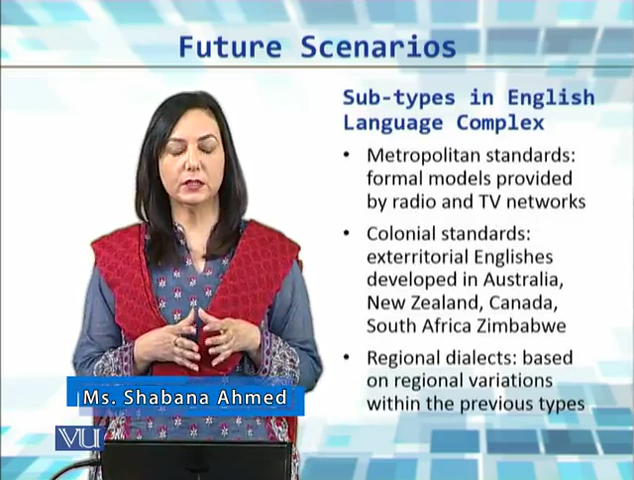 Future Scenarios
Sub-types in English
Language Complex
• Metropolitan standards:
formal models provided
by radio and TV networks
• Colonial standards:
exterritorial Englishes
developed in Australia,
New Zealand, Canada,
South Africa Zimbabwe
• Regional dialects: based
on regional variations
within the previous types
Ms. Shabana Ahmed
VU